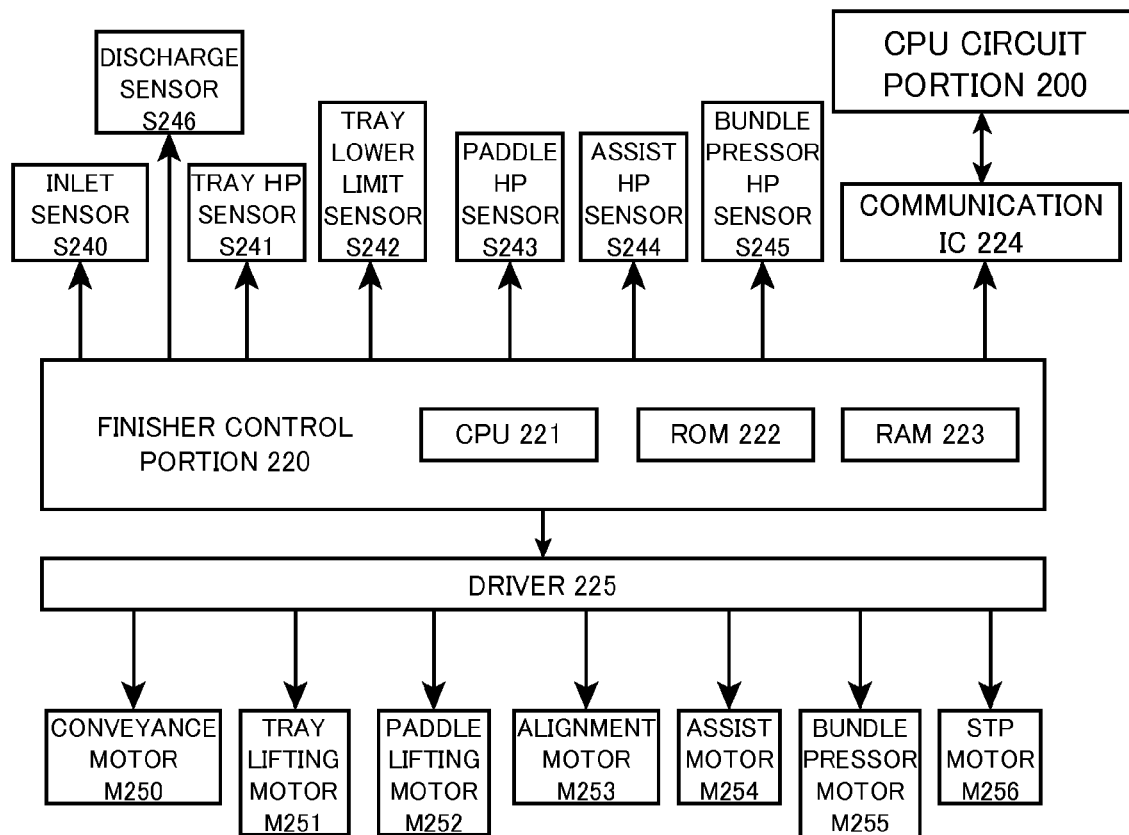 DISCHARGE
SENSOR
S246
CPU CIRCUIT
PORTION 200
INLET
SENSOR
S240
TRAY HP
SENSOR
S241
TRAY
LOWER
LIMIT
SENSOR
S242
PADDLE
HP
SENSOR
S243
ASSIST
HP
SENSOR
S244
BUNDLE
PRESSOR
HP
SENSOR
S245
COMMUNICATION
IC 224
FINISHER CONTROL
PORTION 220
CPU 221
ROM 222
RAM 223
DRIVER 225
CONVEYANCE
MOTOR
M250
TRAY
LIFTING
MOTOR
M251
PADDLE
LIFTING
MOTOR
M252
ALIGNMENT
MOTOR
M253
ASSIST
MOTOR
M254
BUNDLE
PRESSOR
MOTOR
M255
STP
MOTOR
M256